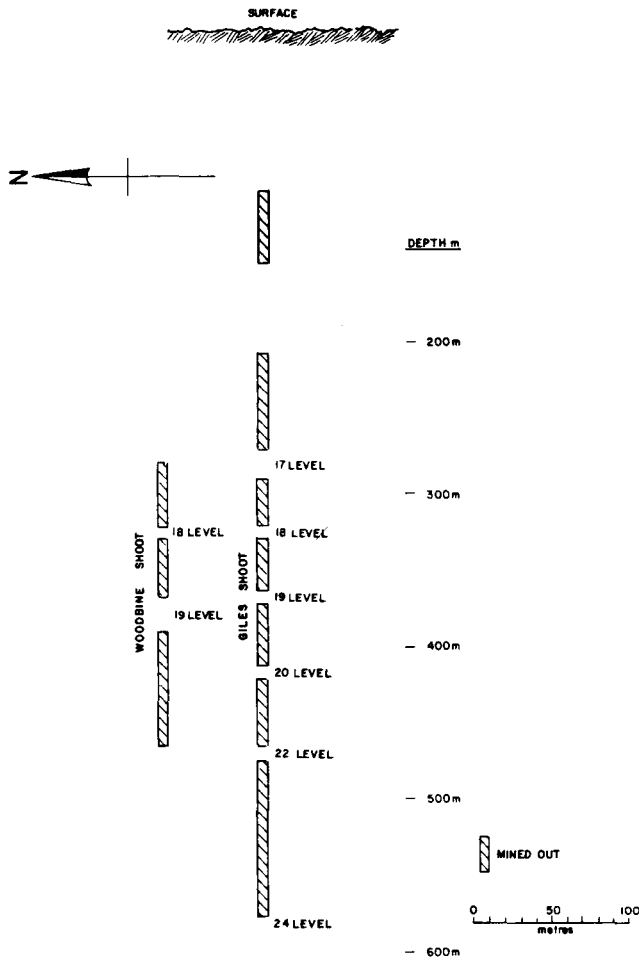 SURFACE
N
DEPTH m
200m
17 LEVEL
300m
18 LEVEL
18 LEVEL
WOODBINE SHOOT
GILES SHOOT
19 LEVEL
19 LEVEL
400m
20 LEVEL
22 LEVEL
500m
MINED OUT
0 50 100
metres
24 LEVEL
600m